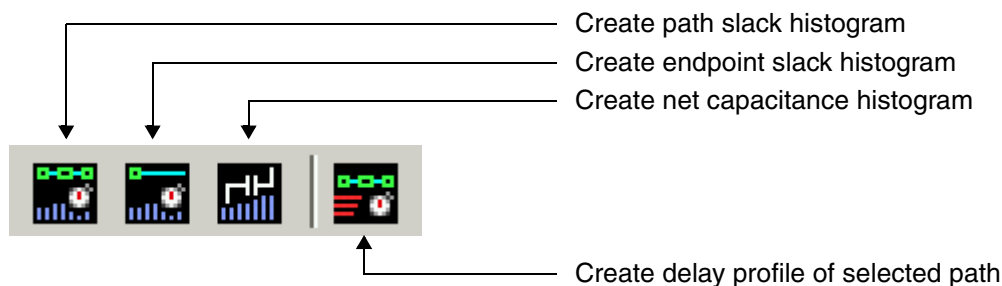 Create path slack histogram
Create endpoint slack histogram
Create net capacitance histogram
Create delay profile of selected path